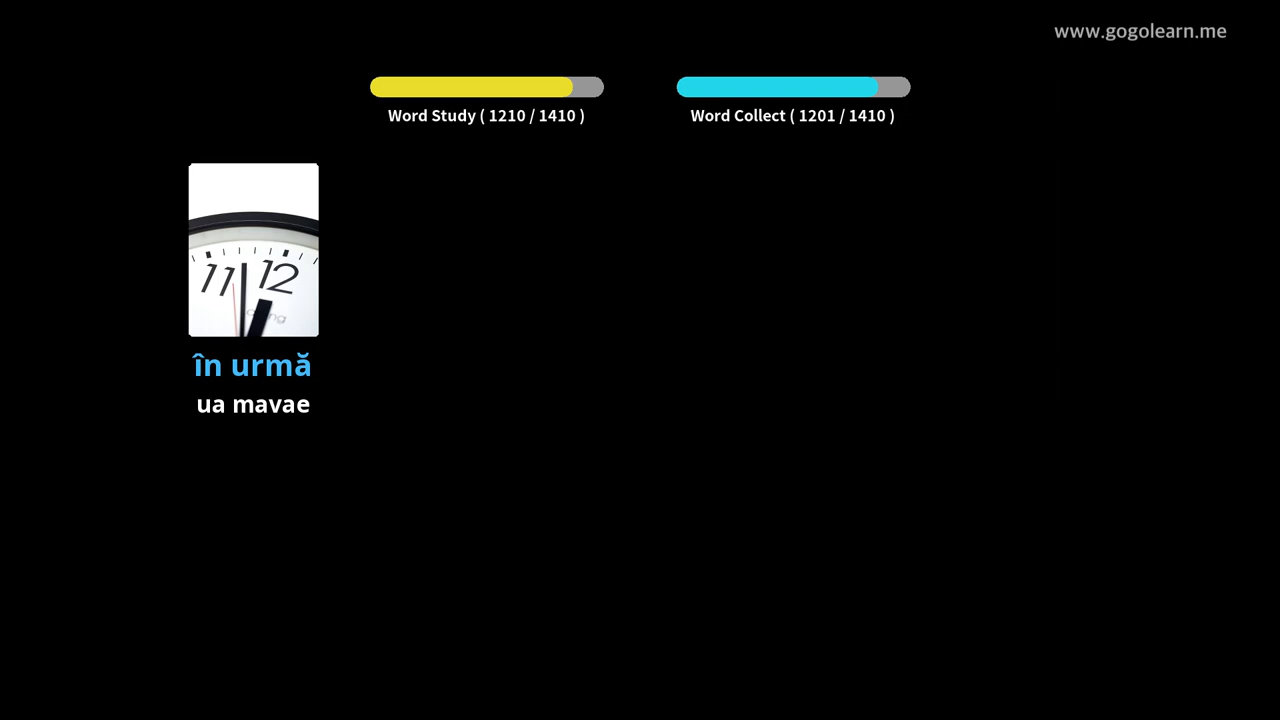 www.gogolearn.me
Word Study ( 1210 / 1410 )
Word Collect ( 1201 / 1410 )
11 12
în urmă
ua mavae